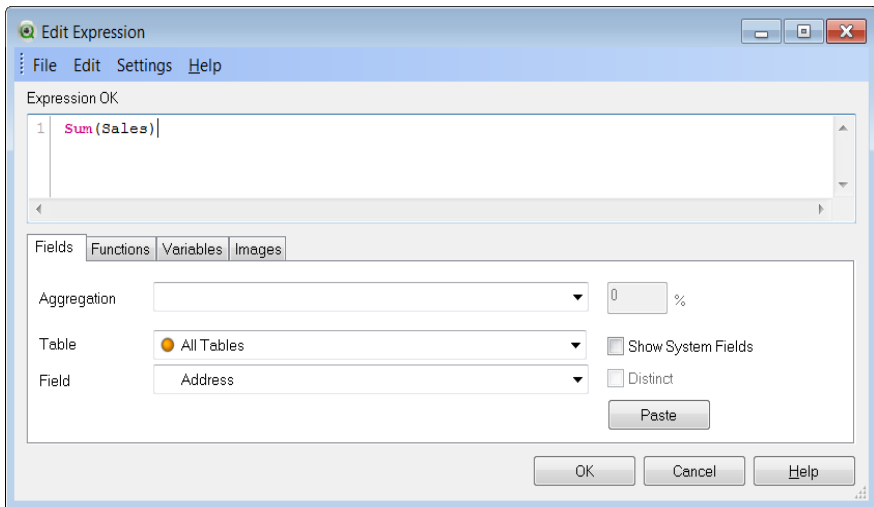 Edit Expression
File Edit Settings Help
Expression OK
1 Sum(Sales)
Fields Functions Variables Images
Aggregation 0 %
Table All Tables Show System Fields
Field Address Distinct
Paste
OK Cancel Help